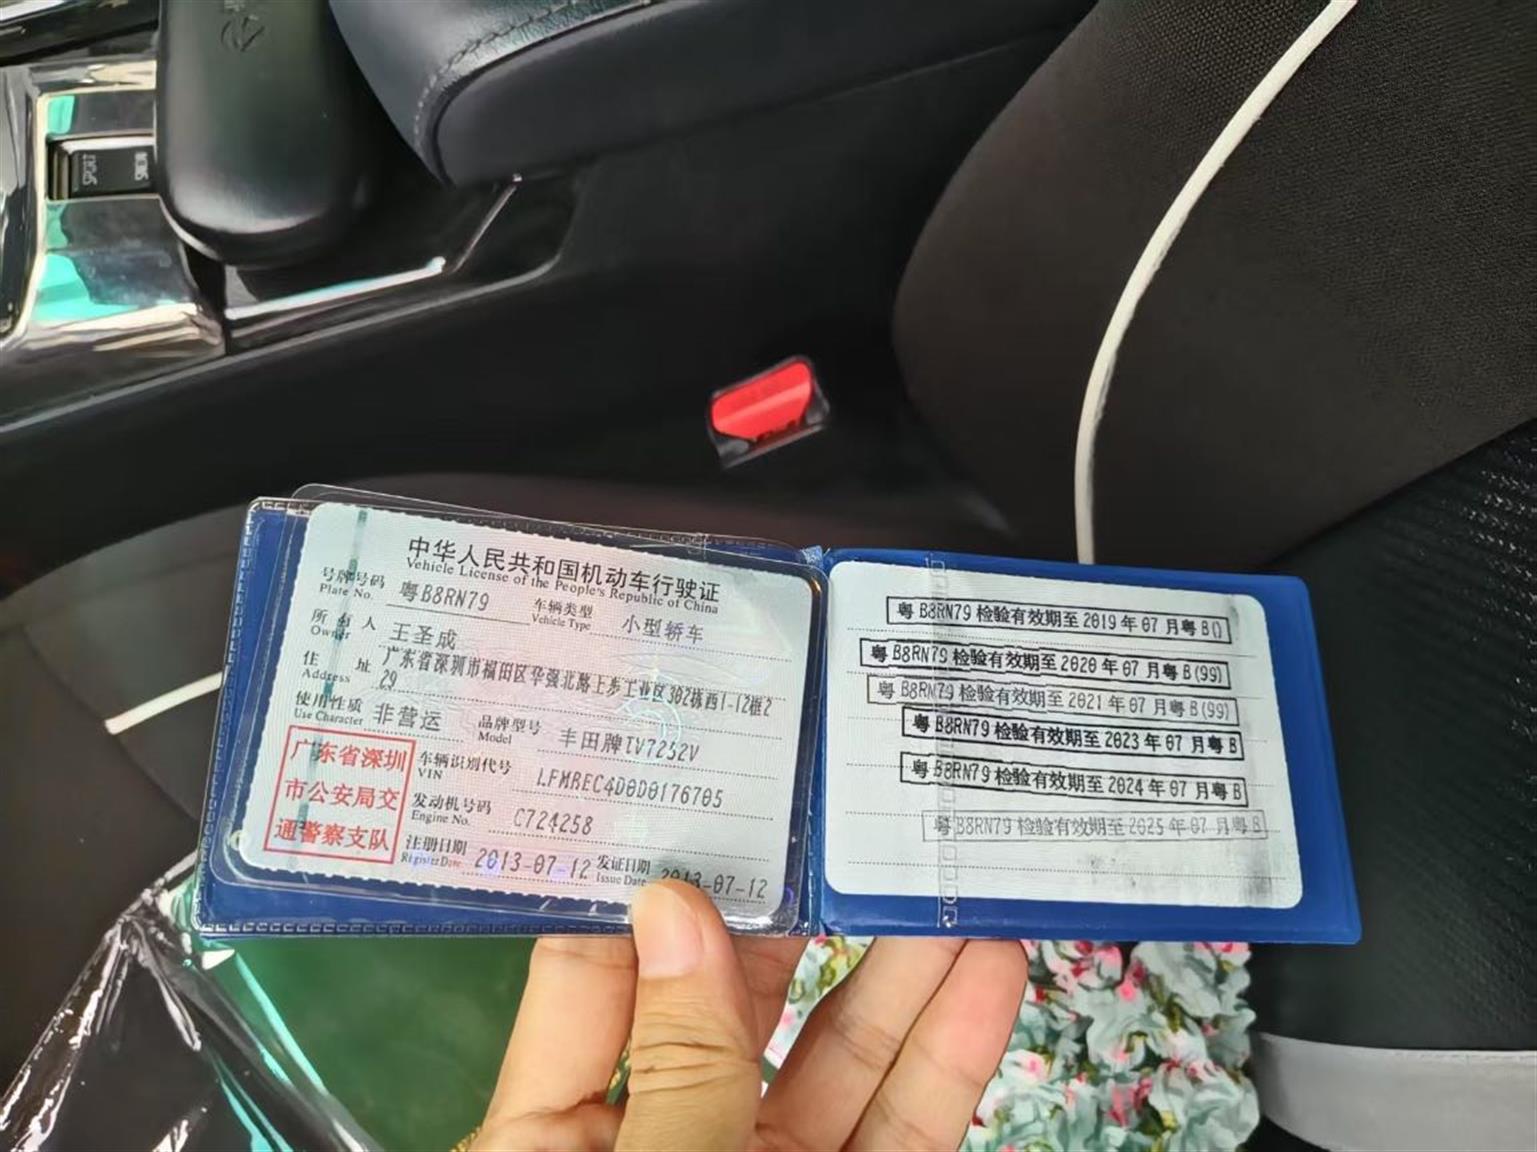 SPORT
中华人民共和国机动车行驶证
Vehicle License of the People's Republic of China
号牌号码 粤B8RN79 车辆类型 小型轿车
Plate No. Vehicle Type
所有人 王圣成
Owner
住址 广东省深圳市福田区华强北路上步工业区302栋西1-12框2
Address 29
使用性质 非营运 品牌型号 丰田牌TV7252V
Use Character Model
广东省深圳
市公安局交
通警察支队
车辆识别代号 LFMBEC4D0D0176705
VIN
发动机号码 C724258
Engine No.
注册日期 2013-07-12 发证日期 2013-07-12
Register Date Issue Date
粤B8RN79检验有效期至2019年07月粤B()
粤B8RN79检验有效期至2020年07月粤B(99)
粤B8RN79检验有效期至2021年07月粤B(99)
粤B8RN79检验有效期至2023年07月粤B
粤B8RN79检验有效期至2024年07月粤B
粤B8RN79检验有效期至2025年07月粤B